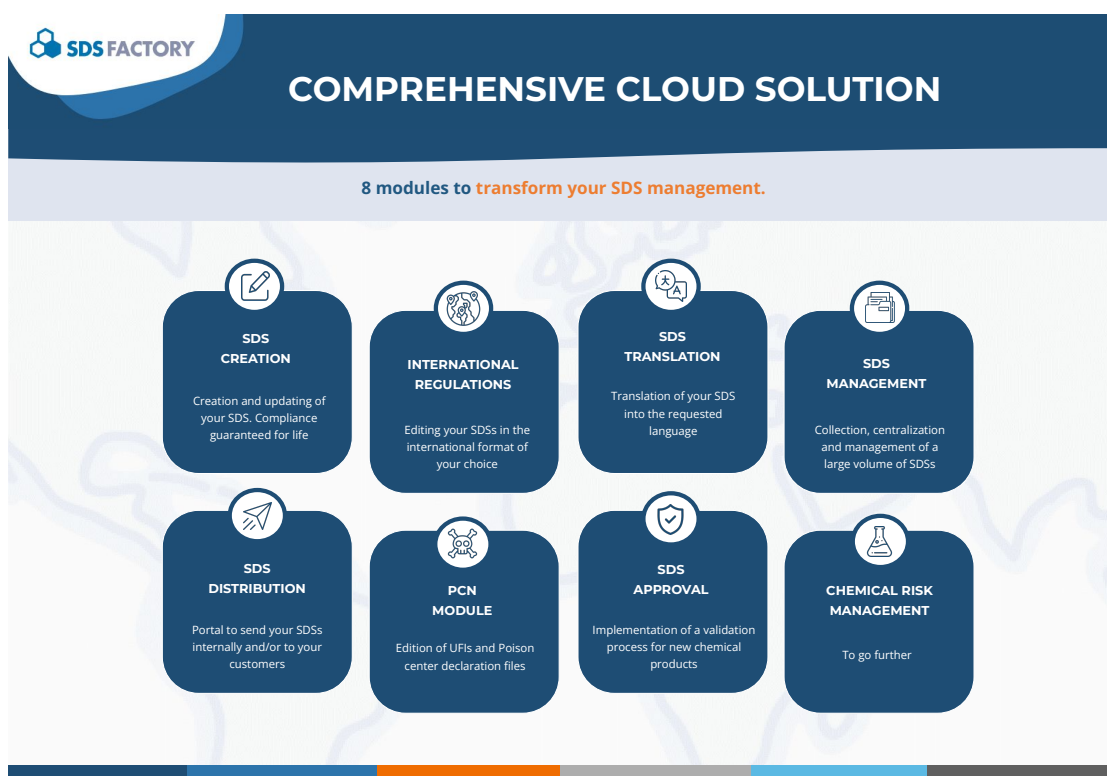 SDS FACTORY
COMPREHENSIVE CLOUD SOLUTION
8 modules to transform your SDS management.
SDS
CREATION
Creation and updating of
your SDS. Compliance
guaranteed for life
INTERNATIONAL
REGULATIONS
Editing your SDSs in the
international format of
your choice
SDS
TRANSLATION
Translation of your SDS
into the requested
language
SDS
MANAGEMENT
Collection, centralization
and management of a
large volume of SDSs
SDS
DISTRIBUTION
Portal to send your SDSs
internally and/or to your
customers
PCN
MODULE
Edition of UFIs and Poison
center declaration files
SDS
APPROVAL
Implementation of a validation
process for new chemical
products
CHEMICAL RISK
MANAGEMENT
To go further